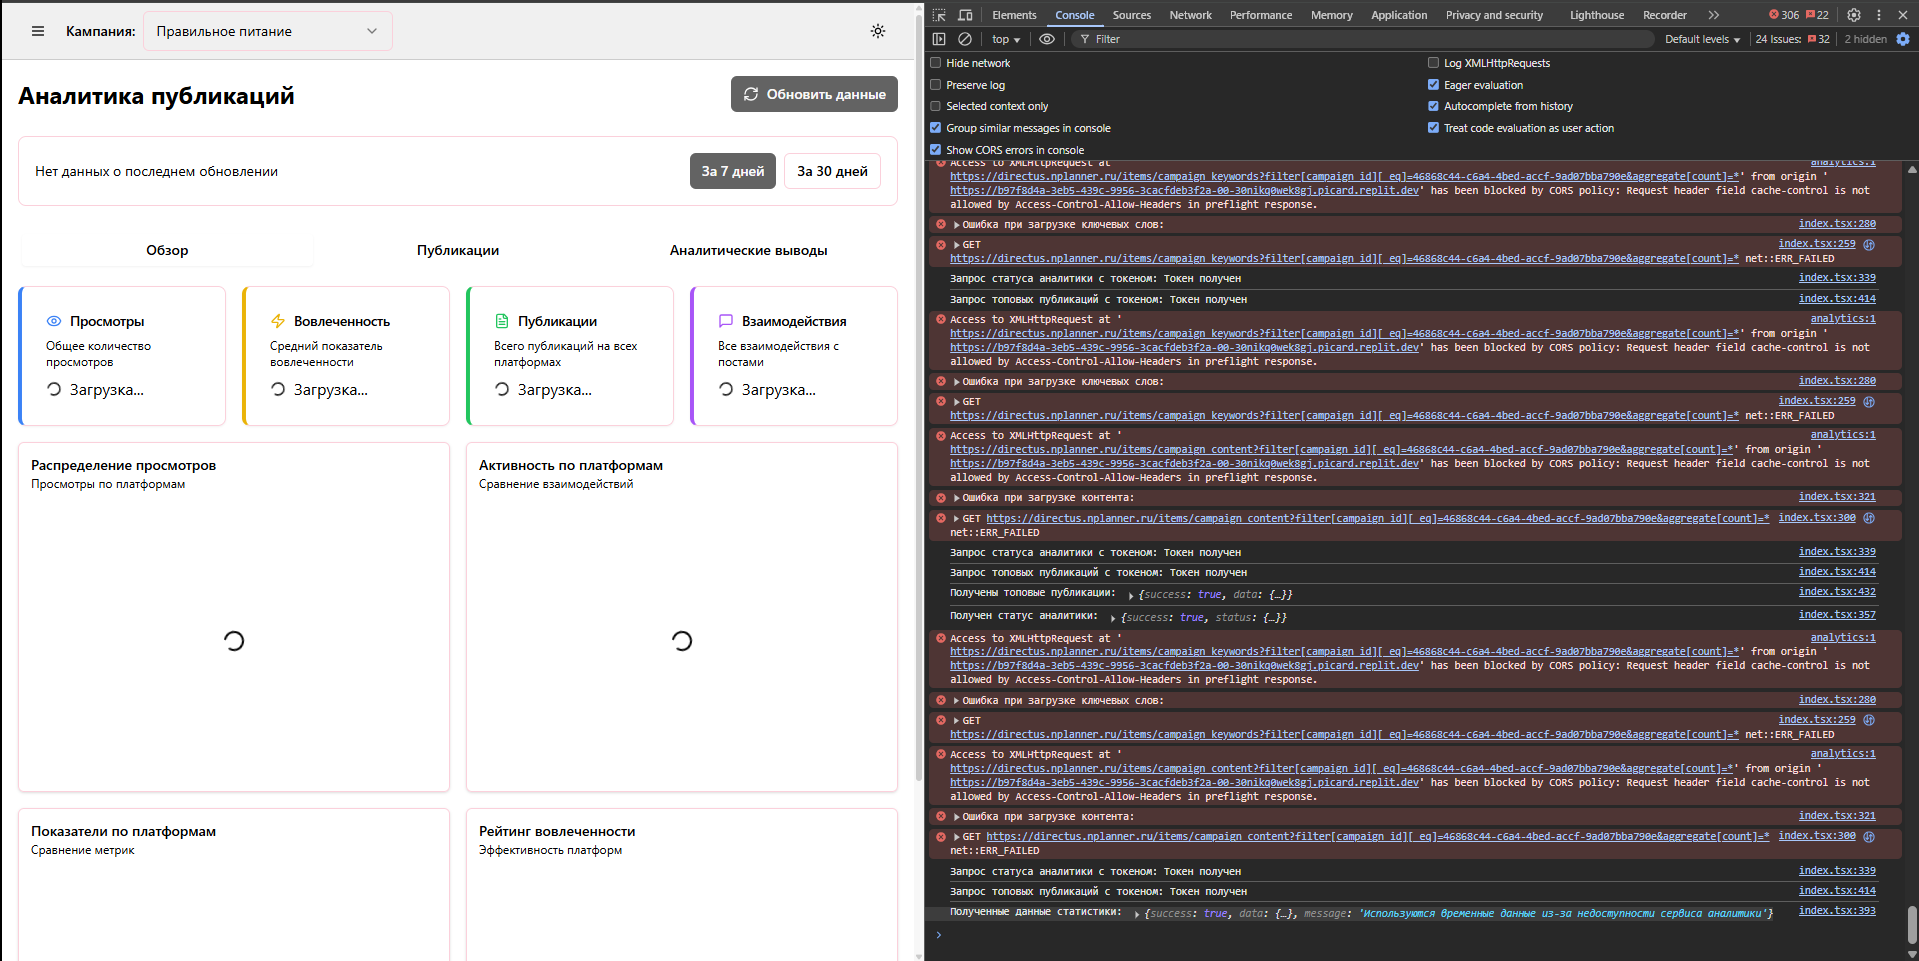 Кампания:
Правильное питание
Аналитика публикаций
Обновить данные
Нет данных о последнем обновлении
За 7 дней
За 30 дней
Обзор
Публикации
Аналитические выводы
Просмотры
Общее количество
просмотров
Загрузка...
Вовлеченность
Средний показатель
вовлеченности
Загрузка...
Публикации
Всего публикаций на всех
платформах
Загрузка...
Взаимодействия
Все взаимодействия с
постами
Загрузка...
Распределение просмотров
Просмотры по платформам
Активность по платформам
Сравнение взаимодействий
Показатели по платформам
Сравнение метрик
Рейтинг вовлеченности
Эффективность платформ
Elements Console Sources Network Performance Memory Application Privacy and security Lighthouse Recorder 306 22
top Filter Default levels 24 Issues: 32 2 hidden
Hide network
Preserve log
Selected context only
Group similar messages in console
Show CORS errors in console
Log XMLHttpRequests
Eager evaluation
Autocomplete from history
Treat code evaluation as user action
Access to XMLHttpRequest at ' analytics:1
https://directus.nplanner.ru/items/campaign_keywords?filter[campaign_id][_eq]=46868c44-c6a4-4bed-accf-9ad07bba790e&aggregate[count]=*' from origin '
https://b97f8d4a-3eb5-439c-9956-3cacfdeb3f2a-00-30nikq0wek8gj.picard.replit.dev' has been blocked by CORS policy: Request header field cache-control is not
allowed by Access-Control-Allow-Headers in preflight response.
Ошибка при загрузке ключевых слов: index.tsx:280
GET index.tsx:259
https://directus.nplanner.ru/items/campaign_keywords?filter[campaign_id][_eq]=46868c44-c6a4-4bed-accf-9ad07bba790e&aggregate[count]=* net::ERR_FAILED
Запрос статуса аналитики с токеном: Токен получен index.tsx:339
Запрос топовых публикаций с токеном: Токен получен index.tsx:414
Access to XMLHttpRequest at ' analytics:1
https://directus.nplanner.ru/items/campaign_keywords?filter[campaign_id][_eq]=46868c44-c6a4-4bed-accf-9ad07bba790e&aggregate[count]=*' from origin '
https://b97f8d4a-3eb5-439c-9956-3cacfdeb3f2a-00-30nikq0wek8gj.picard.replit.dev' has been blocked by CORS policy: Request header field cache-control is not
allowed by Access-Control-Allow-Headers in preflight response.
Ошибка при загрузке ключевых слов: index.tsx:280
GET index.tsx:259
https://directus.nplanner.ru/items/campaign_keywords?filter[campaign_id][_eq]=46868c44-c6a4-4bed-accf-9ad07bba790e&aggregate[count]=* net::ERR_FAILED
Access to XMLHttpRequest at ' analytics:1
https://directus.nplanner.ru/items/campaign_content?filter[campaign_id][_eq]=46868c44-c6a4-4bed-accf-9ad07bba790e&aggregate[count]=*' from origin '
https://b97f8d4a-3eb5-439c-9956-3cacfdeb3f2a-00-30nikq0wek8gj.picard.replit.dev' has been blocked by CORS policy: Request header field cache-control is not
allowed by Access-Control-Allow-Headers in preflight response.
Ошибка при загрузке контента: index.tsx:321
GET https://directus.nplanner.ru/items/campaign_content?filter[campaign_id][_eq]=46868c44-c6a4-4bed-accf-9ad07bba790e&aggregate[count]=* index.tsx:300
net::ERR_FAILED
Запрос статуса аналитики с токеном: Токен получен index.tsx:339
Запрос топовых публикаций с токеном: Токен получен index.tsx:414
Получены топовые публикации: {success: true, data: {…}} index.tsx:432
Получен статус аналитики: {success: true, status: {…}} index.tsx:357
Access to XMLHttpRequest at ' analytics:1
https://directus.nplanner.ru/items/campaign_keywords?filter[campaign_id][_eq]=46868c44-c6a4-4bed-accf-9ad07bba790e&aggregate[count]=*' from origin '
https://b97f8d4a-3eb5-439c-9956-3cacfdeb3f2a-00-30nikq0wek8gj.picard.replit.dev' has been blocked by CORS policy: Request header field cache-control is not
allowed by Access-Control-Allow-Headers in preflight response.
Ошибка при загрузке ключевых слов: index.tsx:280
GET index.tsx:259
https://directus.nplanner.ru/items/campaign_keywords?filter[campaign_id][_eq]=46868c44-c6a4-4bed-accf-9ad07bba790e&aggregate[count]=* net::ERR_FAILED
Access to XMLHttpRequest at ' analytics:1
https://directus.nplanner.ru/items/campaign_content?filter[campaign_id][_eq]=46868c44-c6a4-4bed-accf-9ad07bba790e&aggregate[count]=*' from origin '
https://b97f8d4a-3eb5-439c-9956-3cacfdeb3f2a-00-30nikq0wek8gj.picard.replit.dev' has been blocked by CORS policy: Request header field cache-control is not
allowed by Access-Control-Allow-Headers in preflight response.
Ошибка при загрузке контента: index.tsx:321
GET https://directus.nplanner.ru/items/campaign_content?filter[campaign_id][_eq]=46868c44-c6a4-4bed-accf-9ad07bba790e&aggregate[count]=* index.tsx:300
net::ERR_FAILED
Запрос статуса аналитики с токеном: Токен получен index.tsx:339
Запрос топовых публикаций с токеном: Токен получен index.tsx:414
Полученные данные статистики: {success: true, data: {…}, message: 'Используются временные данные из-за недоступности сервиса аналитики'} index.tsx:393